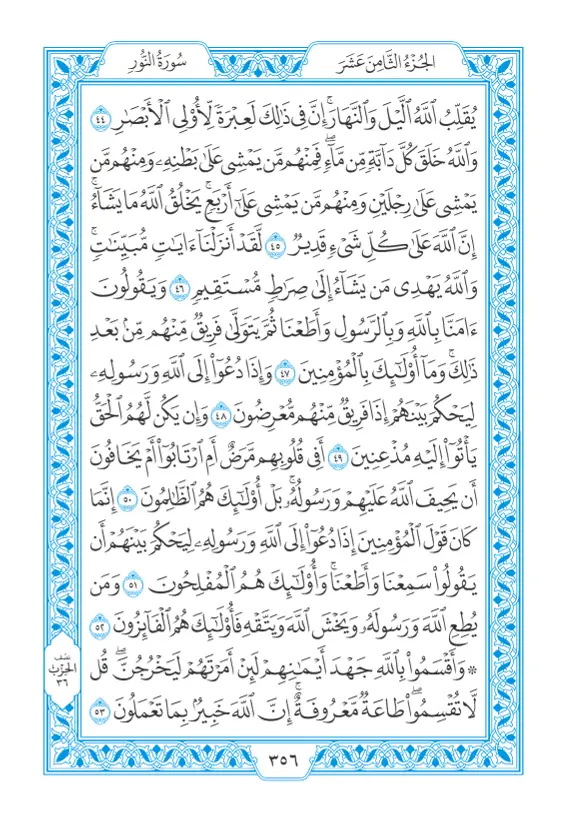 سُورَةُ النُّورِ
الجُزْءُ الثَّامِنَ عَشَرَ
يُقَلِّبُ ٱللَّهُ ٱلَّيْلَ وَٱلنَّهَارَۚ إِنَّ فِى ذَٰلِكَ لَعِبْرَةً لِّأُو۟لِى ٱلْأَبْصَٰرِ ٤٤
وَٱللَّهُ خَلَقَ كُلَّ دَآبَّةٍ مِّن مَّآءٍۖ فَمِنْهُم مَّن يَمْشِى عَلَىٰ بَطْنِهِۦ وَمِنْهُم مَّن
يَمْشِى عَلَىٰ رِجْلَيْنِ وَمِنْهُم مَّن يَمْشِى عَلَىٰٓ أَرْبَعٍۚ يَخْلُقُ ٱللَّهُ مَا يَشَآءُۚ
إِنَّ ٱللَّهَ عَلَىٰ كُلِّ شَىْءٍ قَدِيرٌ ٤٥ لَّقَدْ أَنزَلْنَآ ءَايَٰتٍ مُّبَيِّنَٰتٍۚ
وَٱللَّهُ يَهْدِى مَن يَشَآءُ إِلَىٰ صِرَٰطٍ مُّسْتَقِيمٍ ٤٦ وَيَقُولُونَ
ءَامَنَّا بِٱللَّهِ وَبِٱلرَّسُولِ وَأَطَعْنَا ثُمَّ يَتَوَلَّىٰ فَرِيقٌ مِّنْهُم مِّنۢ بَعْدِ
ذَٰلِكَۚ وَمَآ أُو۟لَٰٓئِكَ بِٱلْمُؤْمِنِينَ ٤٧ وَإِذَا دُعُوٓا۟ إِلَى ٱللَّهِ وَرَسُولِهِۦ
لِيَحْكُمَ بَيْنَهُمْ إِذَا فَرِيقٌ مِّنْهُم مُّعْرِضُونَ ٤٨ وَإِن يَكُن لَّهُمُ ٱلْحَقُّ
يَأْتُوٓا۟ إِلَيْهِ مُذْعِنِينَ ٤٩ أَفِى قُلُوبِهِم مَّرَضٌ أَمِ ٱرْتَابُوٓا۟ أَمْ يَخَافُونَ
أَن يَحِيفَ ٱللَّهُ عَلَيْهِمْ وَرَسُولُهُۥۚ بَلْ أُو۟لَٰٓئِكَ هُمُ ٱلظَّٰلِمُونَ ٥٠ إِنَّمَا
كَانَ قَوْلَ ٱلْمُؤْمِنِينَ إِذَا دُعُوٓا۟ إِلَى ٱللَّهِ وَرَسُولِهِۦ لِيَحْكُمَ بَيْنَهُمْ أَن
يَقُولُوا۟ سَمِعْنَا وَأَطَعْنَاۚ وَأُو۟لَٰٓئِكَ هُمُ ٱلْمُفْلِحُونَ ٥١ وَمَن
يُطِعِ ٱللَّهَ وَرَسُولَهُۥ وَيَخْشَ ٱللَّهَ وَيَتَّقْهِ فَأُو۟لَٰٓئِكَ هُمُ ٱلْفَآئِزُونَ ٥٢
۞ وَأَقْسَمُوا۟ بِٱللَّهِ جَهْدَ أَيْمَٰنِهِمْ لَئِنْ أَمَرْتَهُمْ لَيَخْرُجُنَّۖ قُل
لَّا تُقْسِمُوا۟ۖ طَاعَةٌ مَّعْرُوفَةٌۚ إِنَّ ٱللَّهَ خَبِيرٌۢ بِمَا تَعْمَلُونَ ٥٣
نِصْفُ
الحِزْبِ
٣٦
٣٥٦